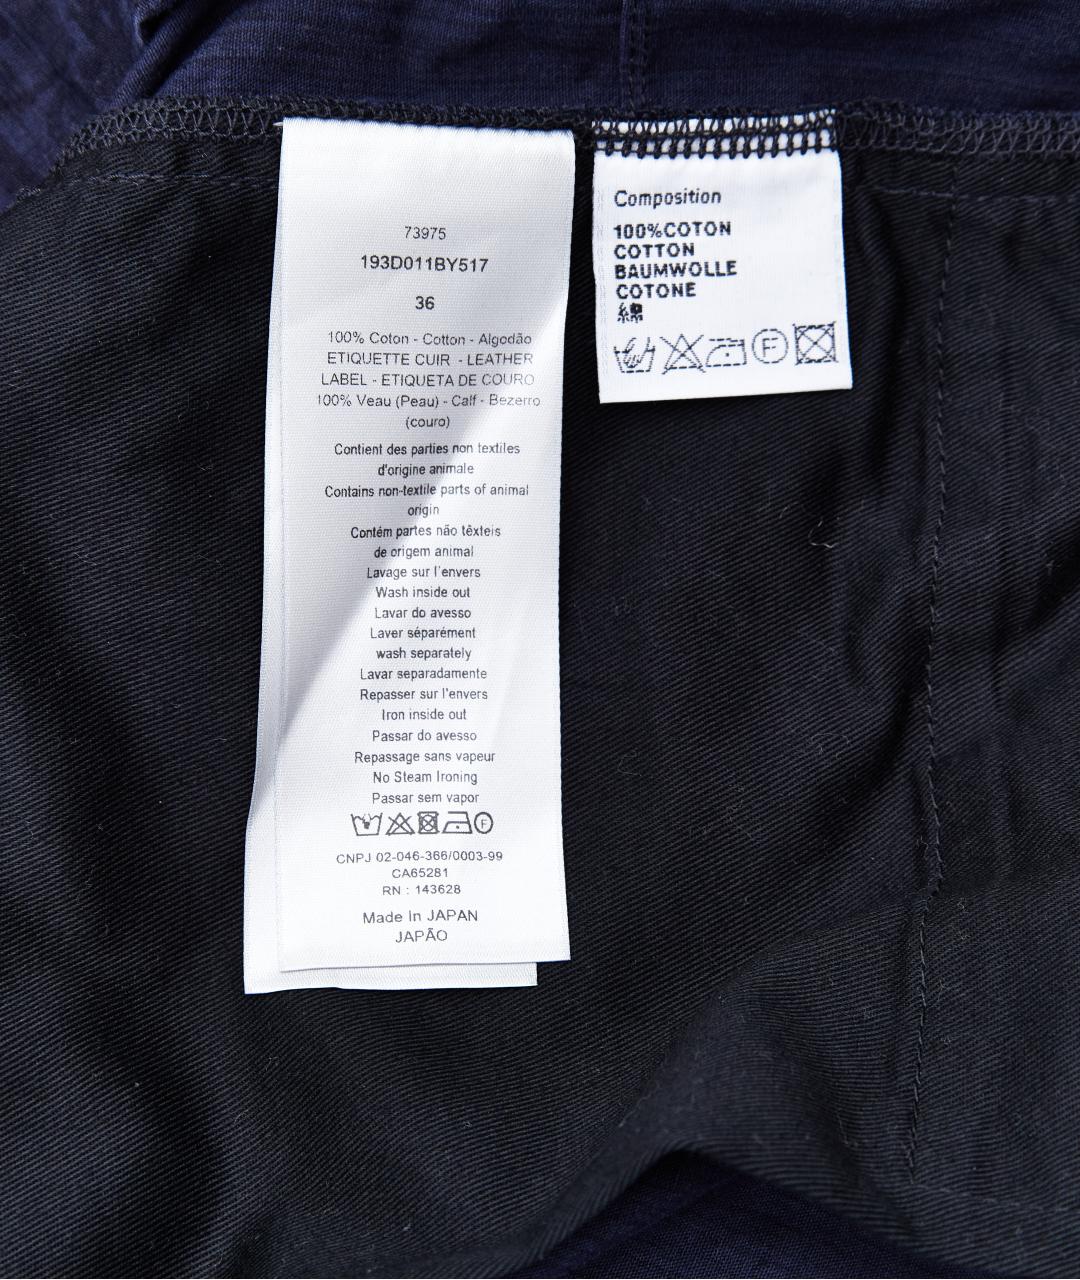 73975
193D011BY517
36
100% Coton - Cotton - Algodão
ETIQUETTE CUIR - LEATHER
LABEL - ETIQUETA DE COURO
100% Veau (Peau) - Calf - Bezerro
(couro)
Contient des parties non textiles
d'origine animale
Contains non-textile parts of animal
origin
Contém partes não têxteis
de origem animal
Lavage sur l'envers
Wash inside out
Lavar do avesso
Laver séparément
wash separately
Lavar separadamente
Repasser sur l'envers
Iron inside out
Passar do avesso
Repassage sans vapeur
No Steam Ironing
Passar sem vapor
F
CNPJ 02-046-366/0003-99
CA65281
RN : 143628
Made In JAPAN
JAPÃO
Composition
100%COTON
COTTON
BAUMWOLLE
COTONE
綿
F